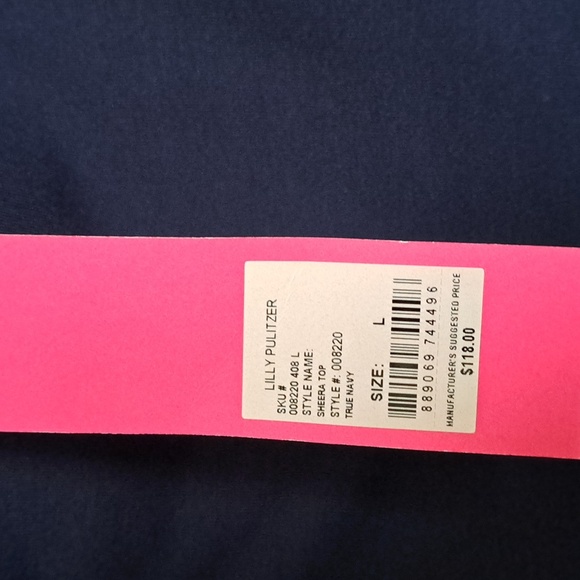 LILLY PULITZER
SKU #
008220 408 L
STYLE NAME:
SHEERA TOP
STYLE #: 008220
TRUE NAVY
SIZE: L
889069 744496
MANUFACTURER'S SUGGESTED PRICE
$118.00